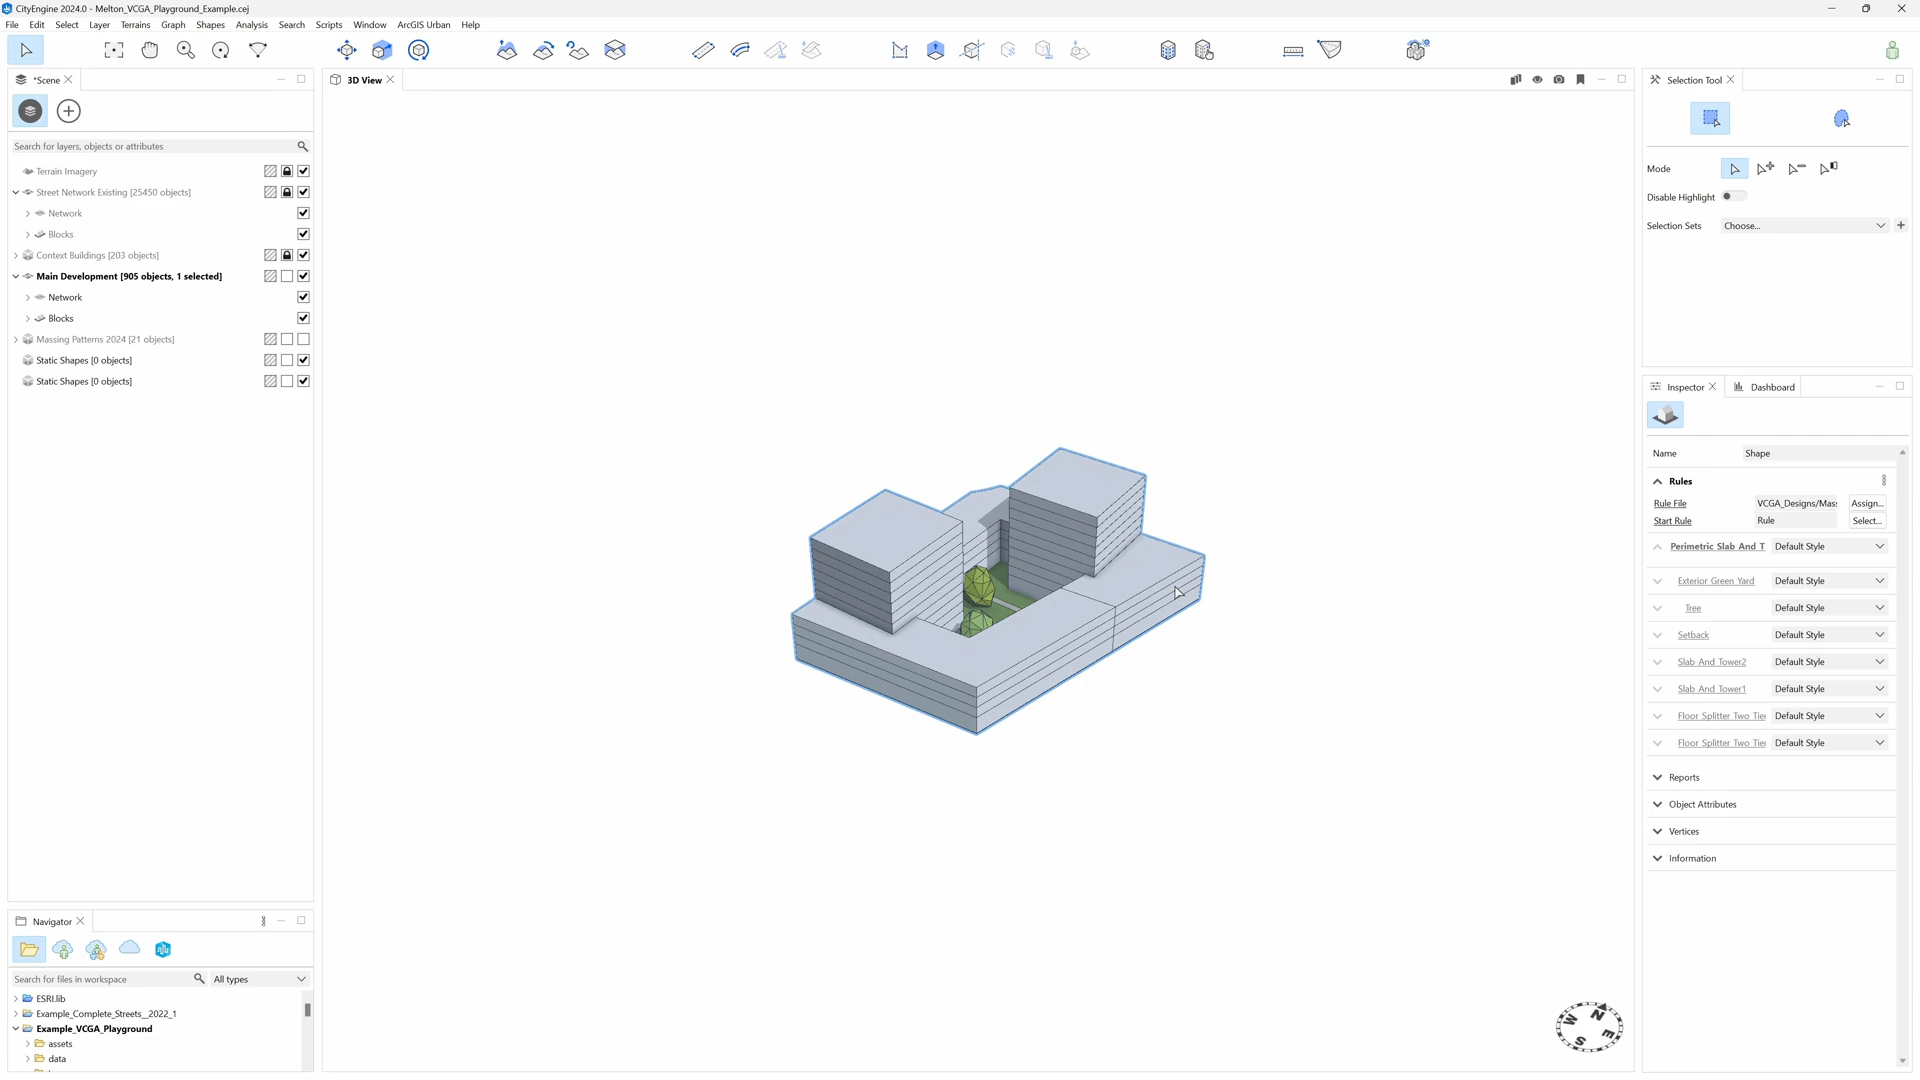 CityEngine 2024.0 - Melton_VCGA_Playground_Example.cej
File Edit Select Layer Terrains Graph Shapes Analysis Search Scripts Window ArcGIS Urban Help
*Scene
Search for layers, objects or attributes
Terrain Imagery
Street Network Existing [25450 objects]
Network
Blocks
Context Buildings [203 objects]
Main Development [905 objects, 1 selected]
Network
Blocks
Massing Patterns 2024 [21 objects]
Static Shapes [0 objects]
Static Shapes [0 objects]
Navigator
Search for files in workspace All types
ESRI.lib
Example_Complete_Streets_2022_1
Example_VCGA_Playground
assets
data
3D View
N
E
S
W
Selection Tool
Mode
Disable Highlight
Selection Sets Choose...
Inspector Dashboard
Name Shape
Rules
Rule File VCGA_Designs/Mas Assign...
Start Rule Rule Select...
Perimetric Slab And T Default Style
Exterior Green Yard Default Style
Tree Default Style
Setback Default Style
Slab And Tower2 Default Style
Slab And Tower1 Default Style
Floor Splitter Two Tie Default Style
Floor Splitter Two Tie Default Style
Reports
Object Attributes
Vertices
Information